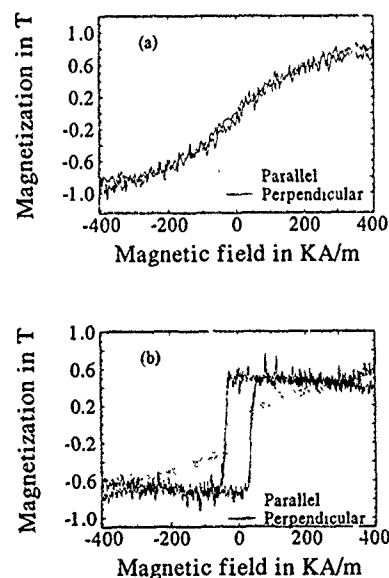 Magnetization in T
1.0
(a)
0.6
0.2
-0.2
-0.6
-1.0
Parallel
Perpendicular
-400 -200 0 200 400
Magnetic field in KA/m
Magnetization in T
1.0
(b)
0.6
0.2
-0.2
-0.6
-1.0
Parallel
Perpendicular
-400 -200 0 200 400
Magnetic field in KA/m